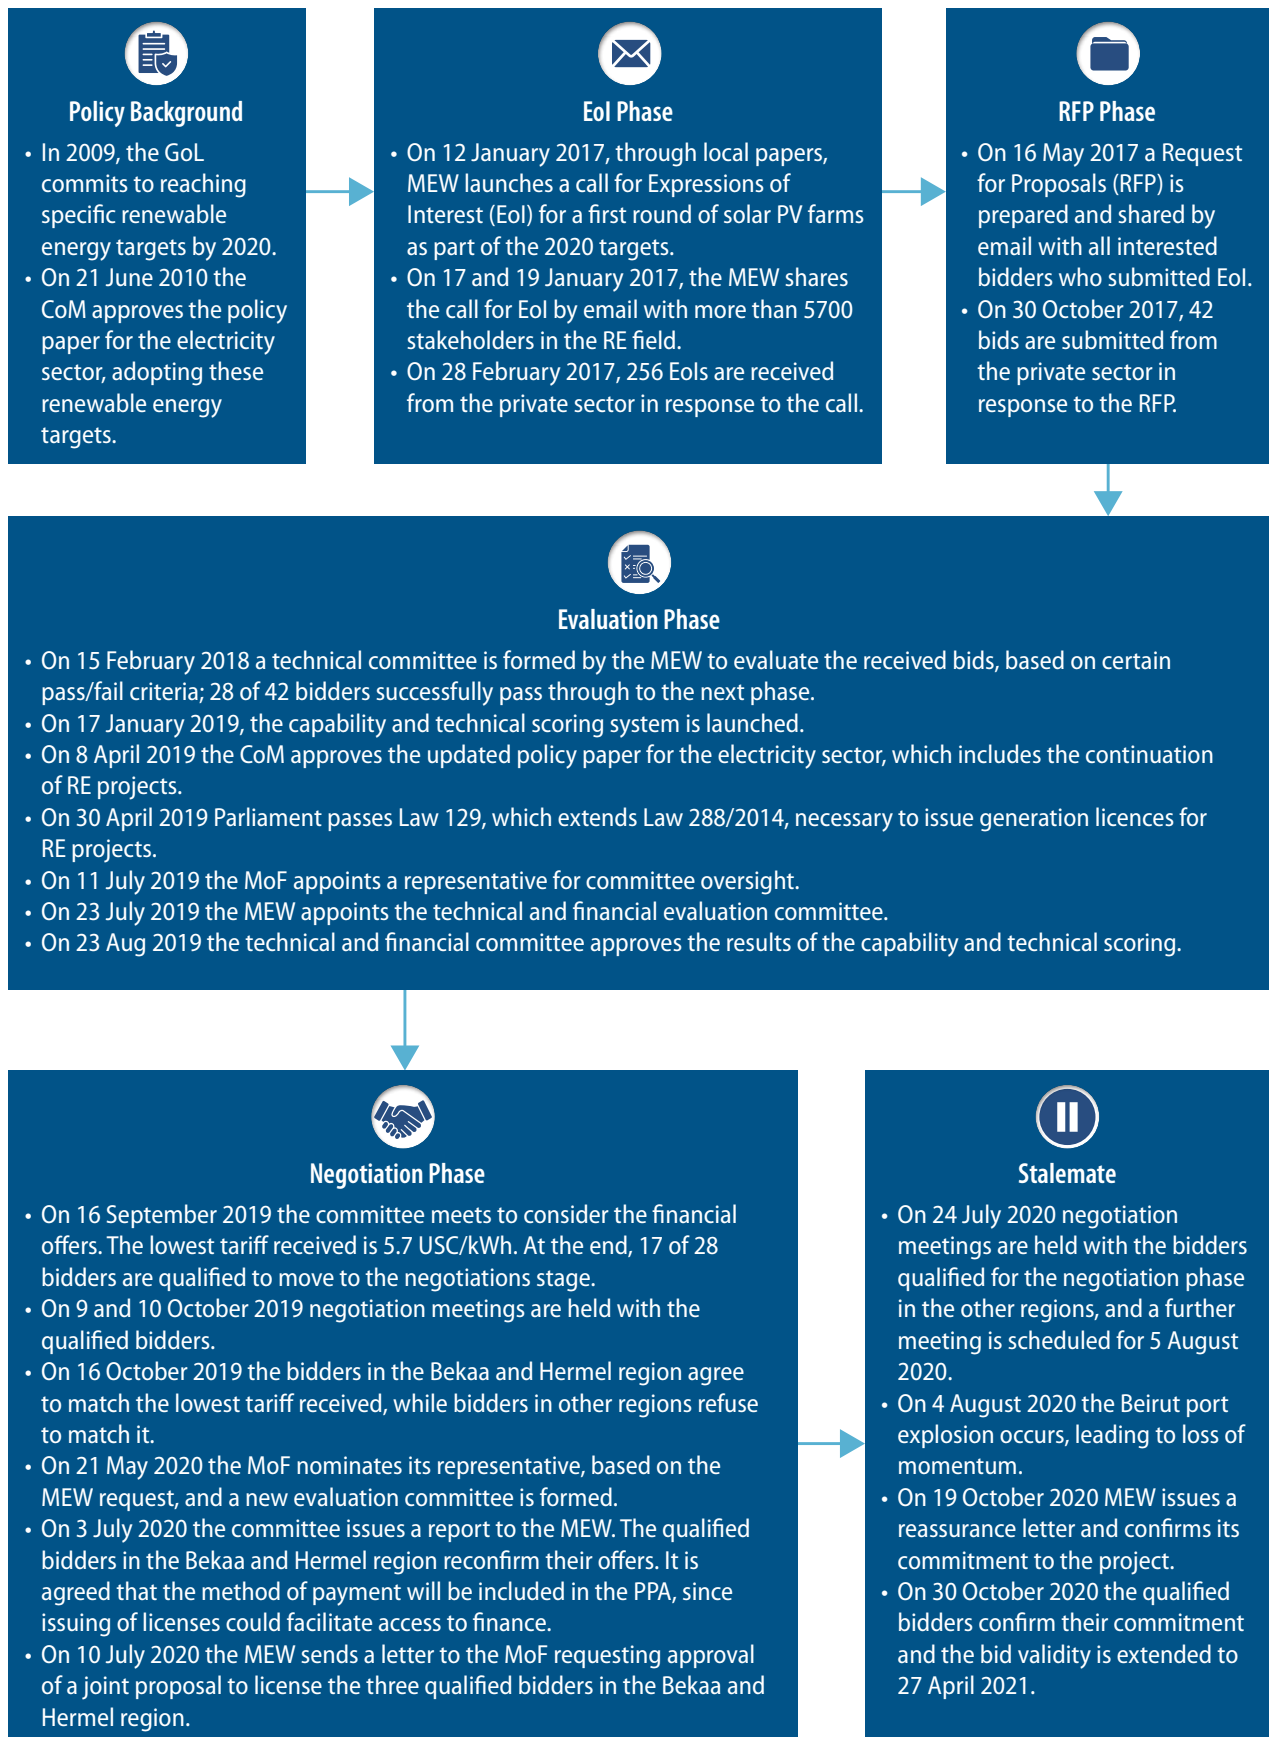 Policy Background
• In 2009, the GoL
commits to reaching
specific renewable
energy targets by 2020.
• On 21 June 2010 the
CoM approves the policy
paper for the electricity
sector, adopting these
renewable energy
targets.
EoI Phase
• On 12 January 2017, through local papers,
MEW launches a call for Expressions of
Interest (EoI) for a first round of solar PV farms
as part of the 2020 targets.
• On 17 and 19 January 2017, the MEW shares
the call for EoI by email with more than 5700
stakeholders in the RE field.
• On 28 February 2017, 256 EoIs are received
from the private sector in response to the call.
RFP Phase
• On 16 May 2017 a Request
for Proposals (RFP) is
prepared and shared by
email with all interested
bidders who submitted EoI.
• On 30 October 2017, 42
bids are submitted from
the private sector in
response to the RFP.
Evaluation Phase
• On 15 February 2018 a technical committee is formed by the MEW to evaluate the received bids, based on certain
pass/fail criteria; 28 of 42 bidders successfully pass through to the next phase.
• On 17 January 2019, the capability and technical scoring system is launched.
• On 8 April 2019 the CoM approves the updated policy paper for the electricity sector, which includes the continuation
of RE projects.
• On 30 April 2019 Parliament passes Law 129, which extends Law 288/2014, necessary to issue generation licences for
RE projects.
• On 11 July 2019 the MoF appoints a representative for committee oversight.
• On 23 July 2019 the MEW appoints the technical and financial evaluation committee.
• On 23 Aug 2019 the technical and financial committee approves the results of the capability and technical scoring.
Negotiation Phase
• On 16 September 2019 the committee meets to consider the financial
offers. The lowest tariff received is 5.7 USC/kWh. At the end, 17 of 28
bidders are qualified to move to the negotiations stage.
• On 9 and 10 October 2019 negotiation meetings are held with the
qualified bidders.
• On 16 October 2019 the bidders in the Bekaa and Hermel region agree
to match the lowest tariff received, while bidders in other regions refuse
to match it.
• On 21 May 2020 the MoF nominates its representative, based on the
MEW request, and a new evaluation committee is formed.
• On 3 July 2020 the committee issues a report to the MEW. The qualified
bidders in the Bekaa and Hermel region reconfirm their offers. It is
agreed that the method of payment will be included in the PPA, since
issuing of licenses could facilitate access to finance.
• On 10 July 2020 the MEW sends a letter to the MoF requesting approval
of a joint proposal to license the three qualified bidders in the Bekaa and
Hermel region.
Stalemate
• On 24 July 2020 negotiation
meetings are held with the bidders
qualified for the negotiation phase
in the other regions, and a further
meeting is scheduled for 5 August
2020.
• On 4 August 2020 the Beirut port
explosion occurs, leading to loss of
momentum.
• On 19 October 2020 MEW issues a
reassurance letter and confirms its
commitment to the project.
• On 30 October 2020 the qualified
bidders confirm their commitment
and the bid validity is extended to
27 April 2021.